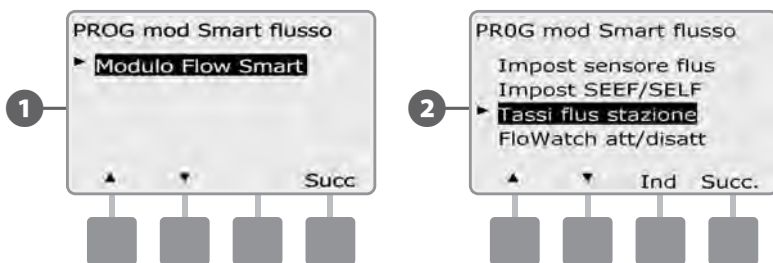 1
PROG mod Smart flusso
► Modulo Flow Smart
▲ ▼ Succ
2
PR0G mod Smart flusso
Impost sensore flus
Impost SEEF/SELF
► Tassi flus stazione
FloWatch att/disatt
▲ ▼ Ind Succ.